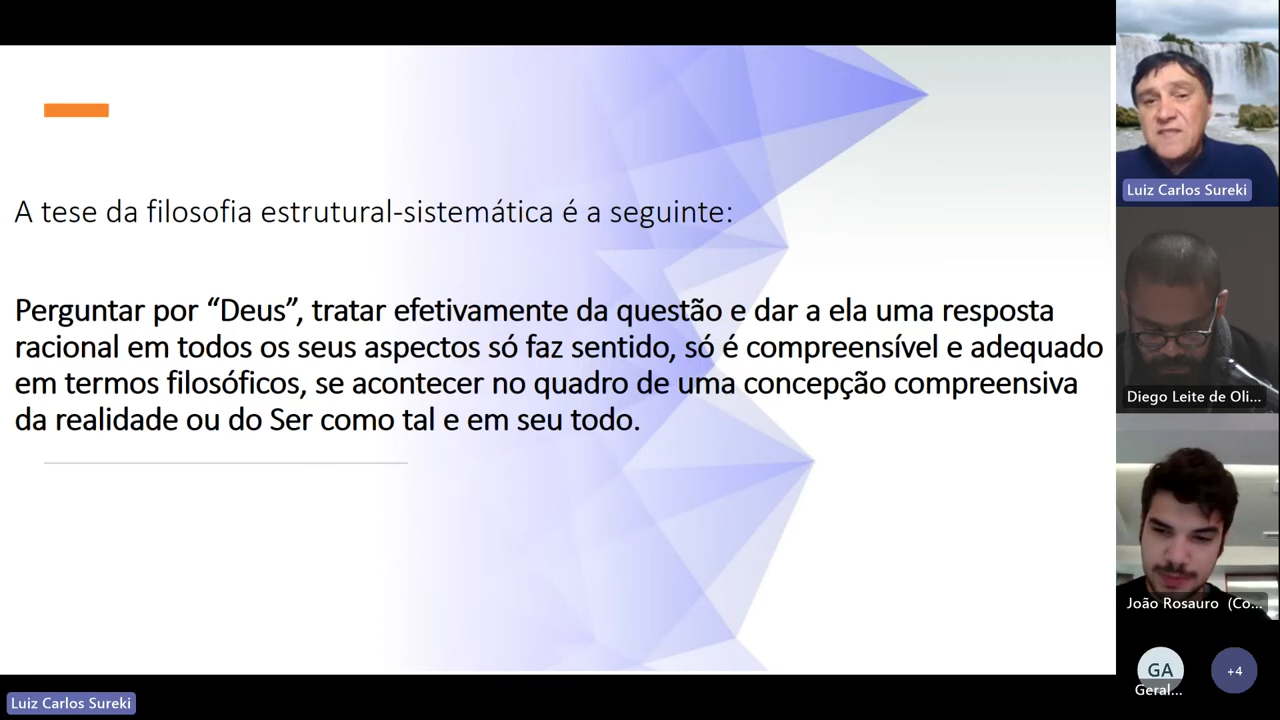 A tese da filosofia estrutural-sistemática é a seguinte:
Perguntar por “Deus”, tratar efetivamente da questão e dar a ela uma resposta
racional em todos os seus aspectos só faz sentido, só é compreensível e adequado
em termos filosóficos, se acontecer no quadro de uma concepção compreensiva
da realidade ou do Ser como tal e em seu todo.
Luiz Carlos Sureki
Diego Leite de Oli...
João Rosauro (Co...
GA
Geral...
+4
Luiz Carlos Sureki